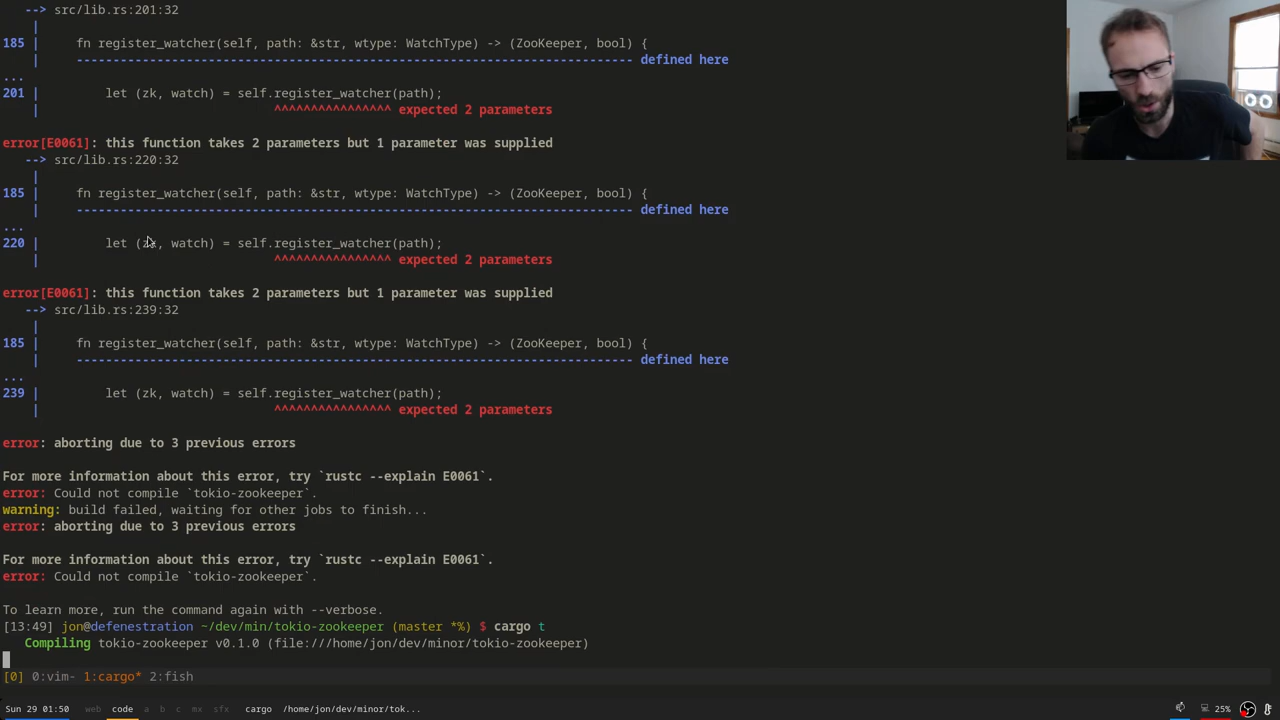 --> src/lib.rs:201:32
|
185 | fn register_watcher(self, path: &str, wtype: WatchType) -> (ZooKeeper, bool) {
| ----------------------------------------------------------------------------- defined here
...
201 | let (zk, watch) = self.register_watcher(path);
| ^^^^^^^^^^^^^^^^ expected 2 parameters
error[E0061]: this function takes 2 parameters but 1 parameter was supplied
--> src/lib.rs:220:32
|
185 | fn register_watcher(self, path: &str, wtype: WatchType) -> (ZooKeeper, bool) {
| ----------------------------------------------------------------------------- defined here
...
220 | let (zk, watch) = self.register_watcher(path);
| ^^^^^^^^^^^^^^^^ expected 2 parameters
error[E0061]: this function takes 2 parameters but 1 parameter was supplied
--> src/lib.rs:239:32
|
185 | fn register_watcher(self, path: &str, wtype: WatchType) -> (ZooKeeper, bool) {
| ----------------------------------------------------------------------------- defined here
...
239 | let (zk, watch) = self.register_watcher(path);
| ^^^^^^^^^^^^^^^^ expected 2 parameters
error: aborting due to 3 previous errors
For more information about this error, try `rustc --explain E0061`.
error: Could not compile `tokio-zookeeper`.
warning: build failed, waiting for other jobs to finish...
error: aborting due to 3 previous errors
For more information about this error, try `rustc --explain E0061`.
error: Could not compile `tokio-zookeeper`.
To learn more, run the command again with --verbose.
[13:49] jon@defenestration ~/dev/min/tokio-zookeeper (master *%) $ cargo t
Compiling tokio-zookeeper v0.1.0 (file:///home/jon/dev/minor/tokio-zookeeper)
[0] 0:vim- 1:cargo* 2:fish
Sun 29 01:50 web code a b c mx sfx cargo /home/jon/dev/minor/tok... 25%